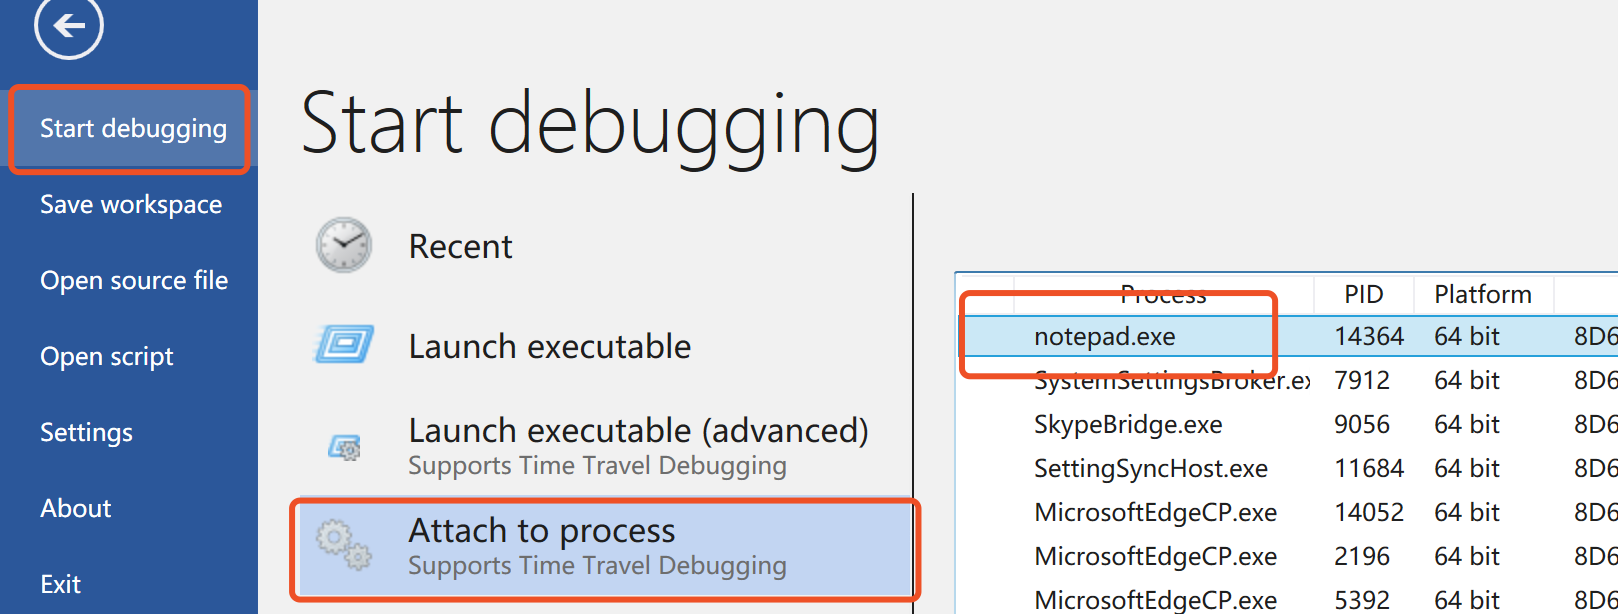 Start debugging
Save workspace
Open source file
Open script
Settings
About
Exit
Start debugging
Recent
Launch executable
Launch executable (advanced)
Supports Time Travel Debugging
Attach to process
Supports Time Travel Debugging
Process PID Platform
notepad.exe 14364 64 bit 8D6
SystemSettingsBroker.ex 7912 64 bit 8D6
SkypeBridge.exe 9056 64 bit 8D6
SettingSyncHost.exe 11684 64 bit 8D6
MicrosoftEdgeCP.exe 14052 64 bit 8D6
MicrosoftEdgeCP.exe 2196 64 bit 8D6
MicrosoftEdgeCP.exe 5392 64 bit 8D6